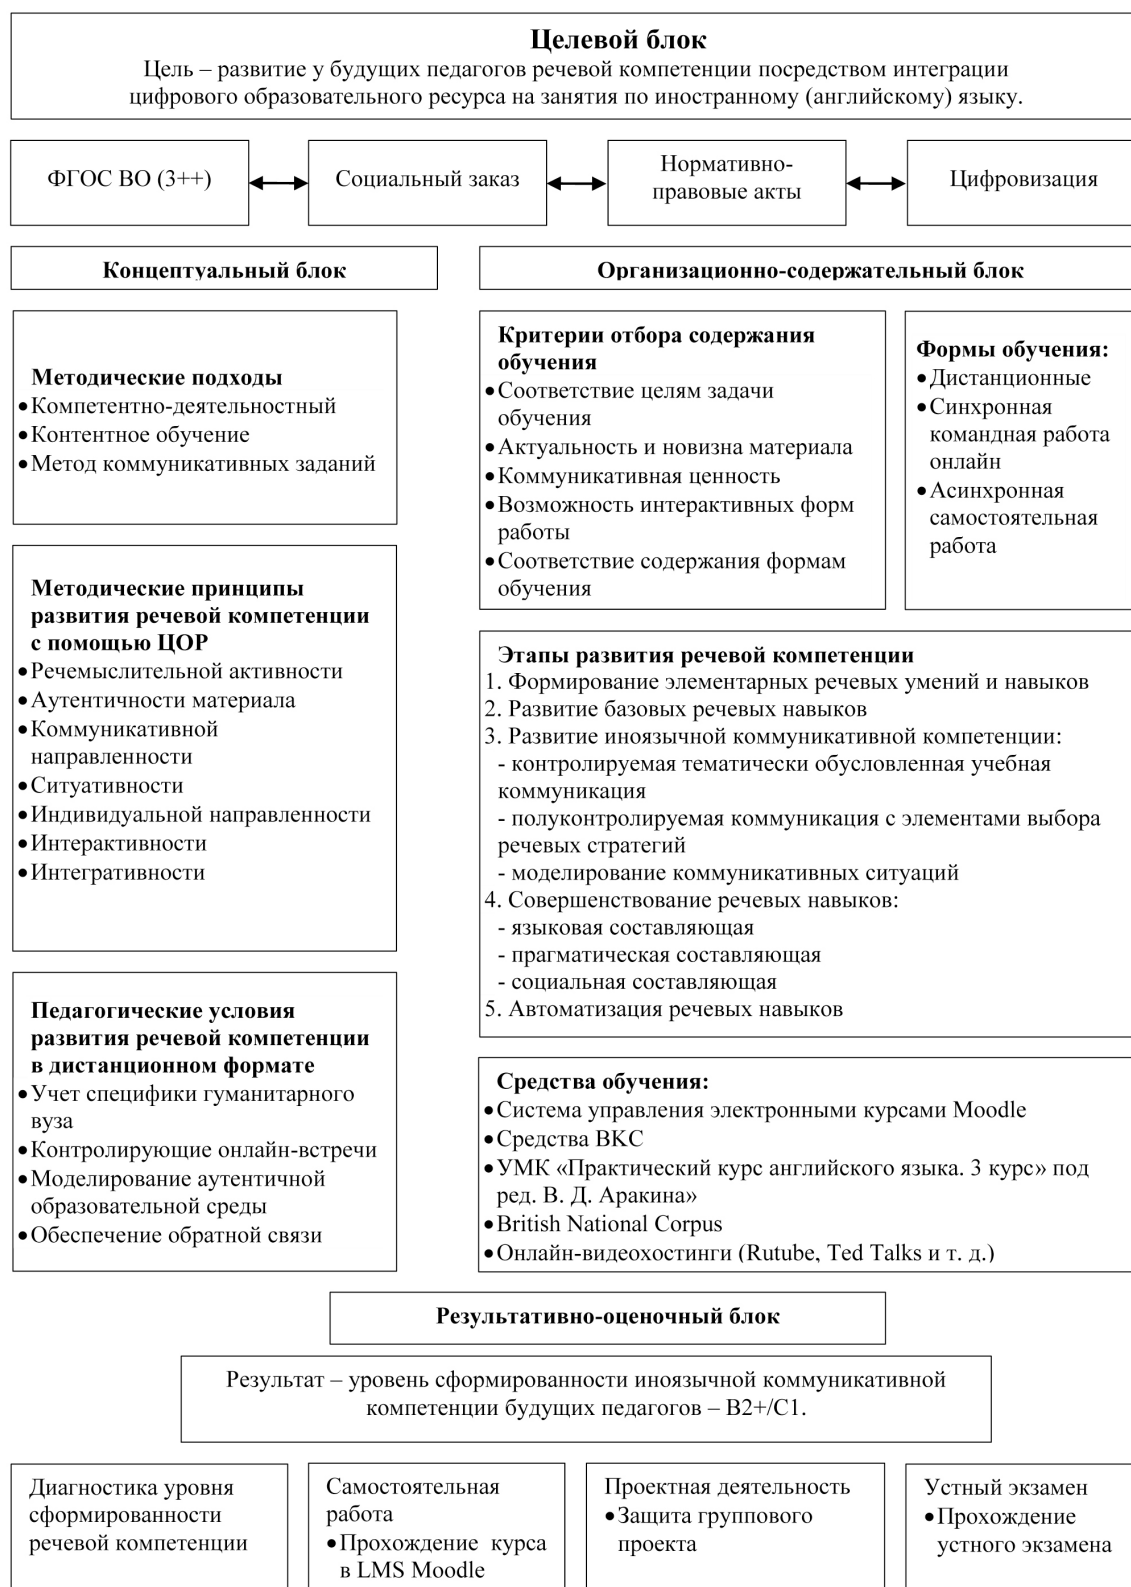 Целевой блок
Цель – развитие у будущих педагогов речевой компетенции посредством интеграции
цифрового образовательного ресурса на занятия по иностранному (английскому) языку.
ФГОС ВО (3++)
Социальный заказ
Нормативно-
правовые акты
Цифровизация
Концептуальный блок
Методические подходы
• Компетентно-деятельностный
• Контентное обучение
• Метод коммуникативных заданий
Методические принципы
развития речевой компетенции
с помощью ЦОР
• Речемыслительной активности
• Аутентичности материала
• Коммуникативной
направленности
• Ситуативности
• Индивидуальной направленности
• Интерактивности
• Интегративности
Педагогические условия
развития речевой компетенции
в дистанционном формате
• Учет специфики гуманитарного
вуза
• Контролирующие онлайн-встречи
• Моделирование аутентичной
образовательной среды
• Обеспечение обратной связи
Организационно-содержательный блок
Критерии отбора содержания
обучения
• Соответствие целям задачи
обучения
• Актуальность и новизна материала
• Коммуникативная ценность
• Возможность интерактивных форм
работы
• Соответствие содержания формам
обучения
Формы обучения:
• Дистанционные
• Синхронная
командная работа
онлайн
• Асинхронная
самостоятельная
работа
Этапы развития речевой компетенции
1. Формирование элементарных речевых умений и навыков
2. Развитие базовых речевых навыков
3. Развитие иноязычной коммуникативной компетенции:
- контролируемая тематически обусловленная учебная
коммуникация
- полуконтролируемая коммуникация с элементами выбора
речевых стратегий
- моделирование коммуникативных ситуаций
4. Совершенствование речевых навыков:
- языковая составляющая
- прагматическая составляющая
- социальная составляющая
5. Автоматизация речевых навыков
Средства обучения:
• Система управления электронными курсами Moodle
• Средства ВКС
• УМК «Практический курс английского языка. 3 курс» под
ред. В. Д. Аракина»
• British National Corpus
• Онлайн-видеохостинги (Rutube, Ted Talks и т. д.)
Результативно-оценочный блок
Результат – уровень сформированности иноязычной коммуникативной
компетенции будущих педагогов – B2+/C1.
Диагностика уровня
сформированности
речевой компетенции
Самостоятельная
работа
• Прохождение курса
в LMS Moodle
Проектная деятельность
• Защита группового
проекта
Устный экзамен
• Прохождение
устного экзамена